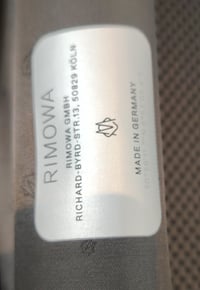 RIMOWA
RIMOWA GMBH
RICHARD-BYRD-STR.13, 50829 KÖLN
MADE IN GERMANY